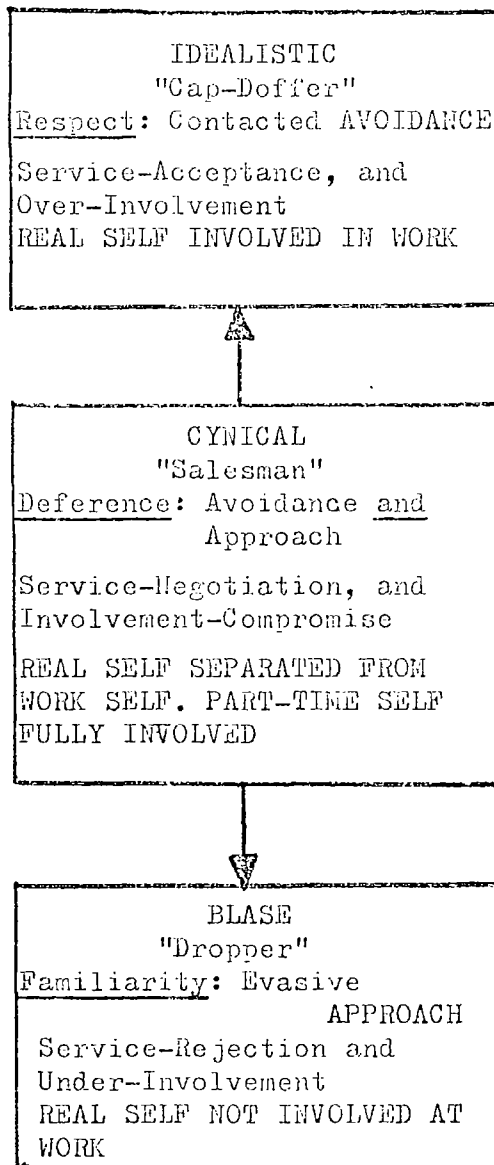 IDEALISTIC
"Cap-Doffer"
Respect: Contacted AVOIDANCE
Service-Acceptance, and
Over-Involvement
REAL SELF INVOLVED IN WORK
CYNICAL
"Salesman"
Deference: Avoidance and
Approach
Service-Negotiation, and
Involvement-Compromise
REAL SELF SEPARATED FROM
WORK SELF. PART-TIME SELF
FULLY INVOLVED
BLASE
"Dropper"
Familiarity: Evasive
APPROACH
Service-Rejection and
Under-Involvement
REAL SELF NOT INVOLVED AT
WORK